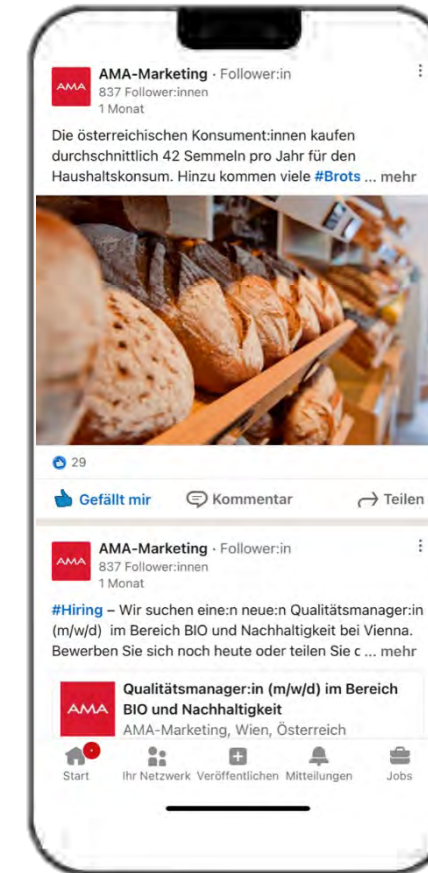 AMA
AMA-Marketing · Follower:in
837 Follower:innen
1 Monat
Die österreichischen Konsument:innen kaufen
durchschnittlich 42 Semmeln pro Jahr für den
Haushaltskonsum. Hinzu kommen viele #Brots ... mehr
29
Gefällt mir
Kommentar
Teilen
AMA
AMA-Marketing · Follower:in
837 Follower:innen
1 Monat
#Hiring – Wir suchen eine:n neue:n Qualitätsmanager:in
(m/w/d) im Bereich BIO und Nachhaltigkeit bei Vienna.
Bewerben Sie sich noch heute oder teilen Sie c ... mehr
AMA
Qualitätsmanager:in (m/w/d) im Bereich
BIO und Nachhaltigkeit
AMA-Marketing, Wien, Österreich
Start
Ihr Netzwerk
Veröffentlichen
Mitteilungen
Jobs